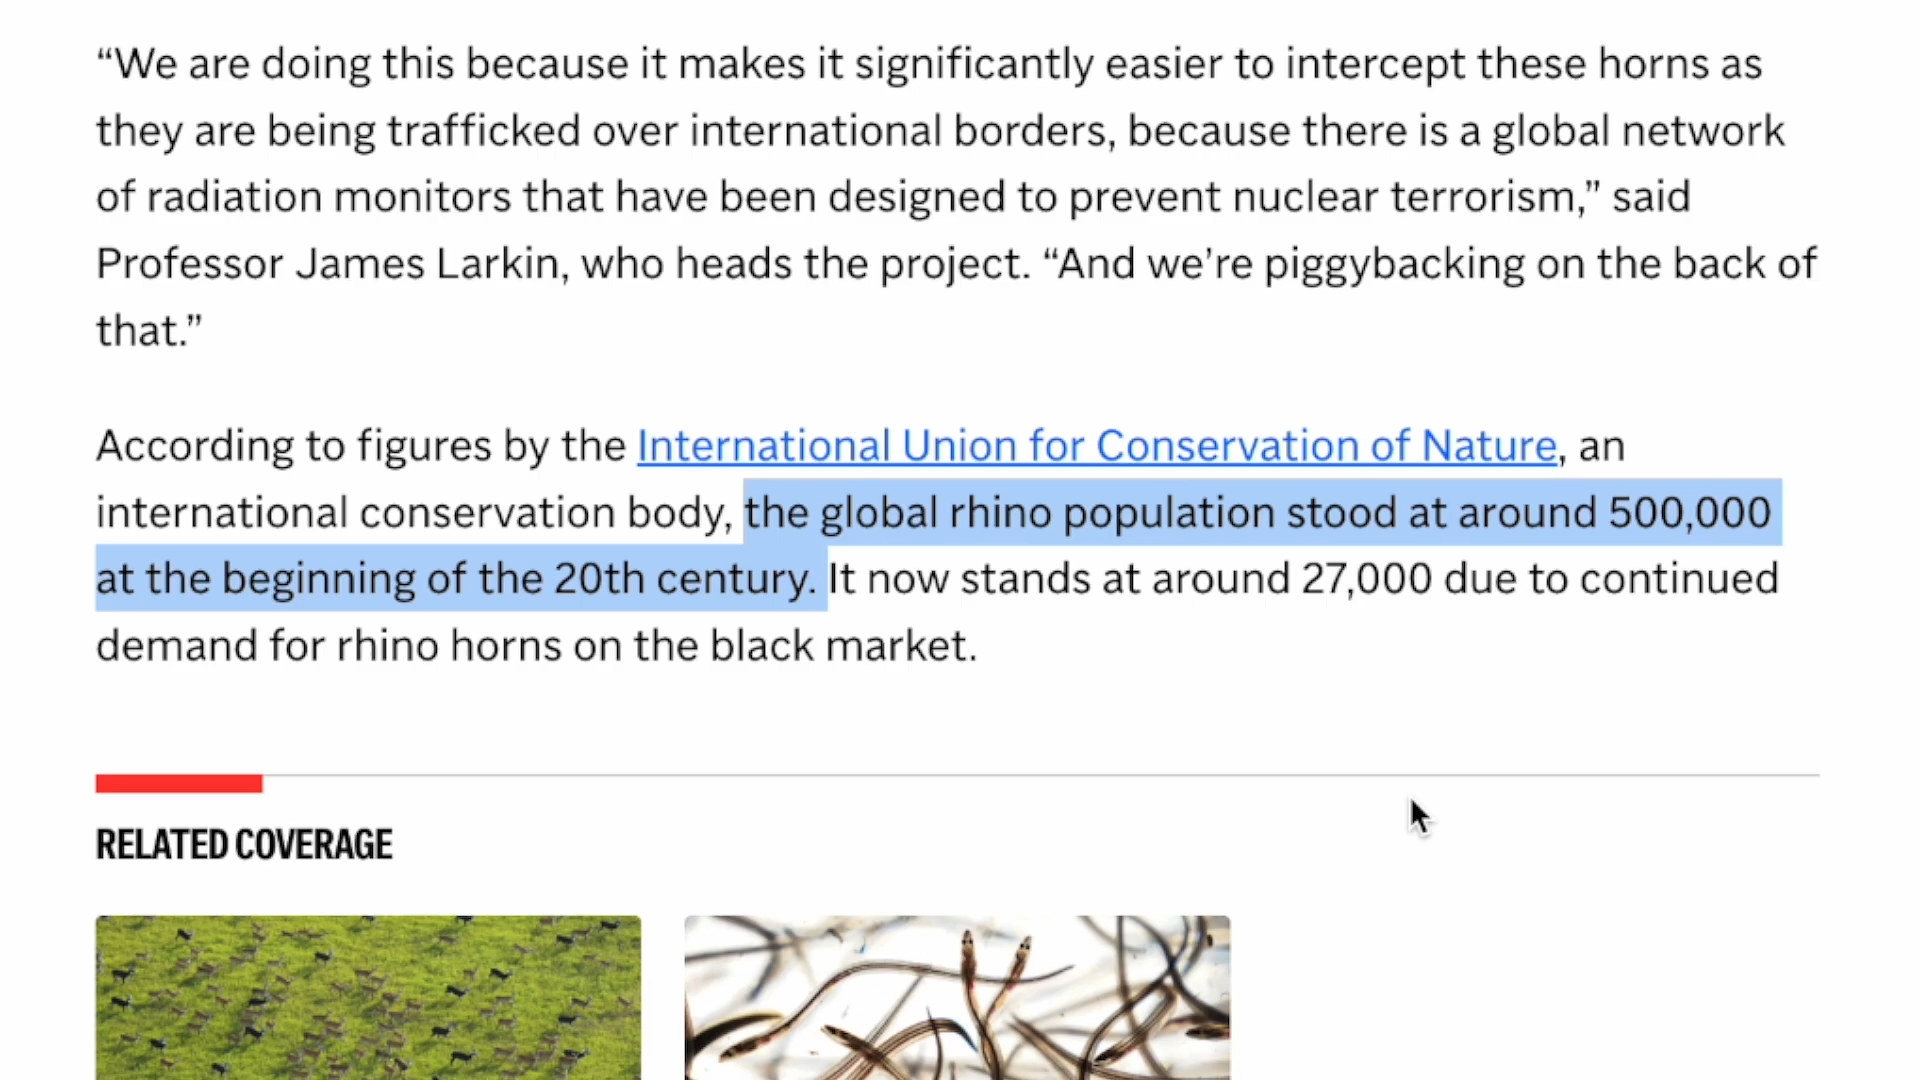 “We are doing this because it makes it significantly easier to intercept these horns as
they are being trafficked over international borders, because there is a global network
of radiation monitors that have been designed to prevent nuclear terrorism,” said
Professor James Larkin, who heads the project. “And we’re piggybacking on the back of
that.”
According to figures by the International Union for Conservation of Nature, an
international conservation body, the global rhino population stood at around 500,000
at the beginning of the 20th century. It now stands at around 27,000 due to continued
demand for rhino horns on the black market.
RELATED COVERAGE